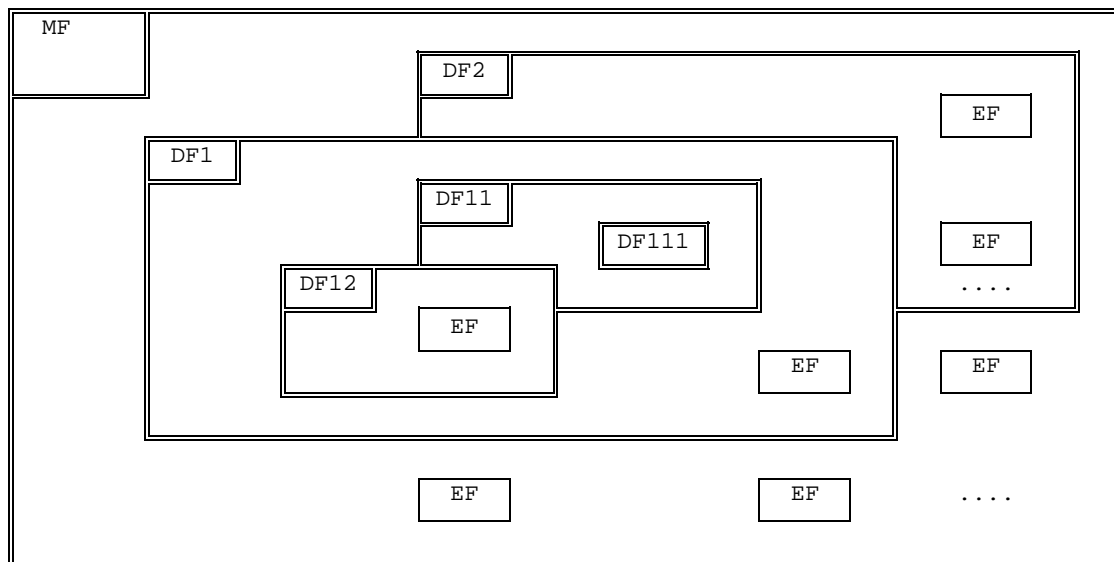 MF
DF2
EF
DF1
DF11
DF111
EF
DF12
....
EF
EF
EF
EF
EF
....